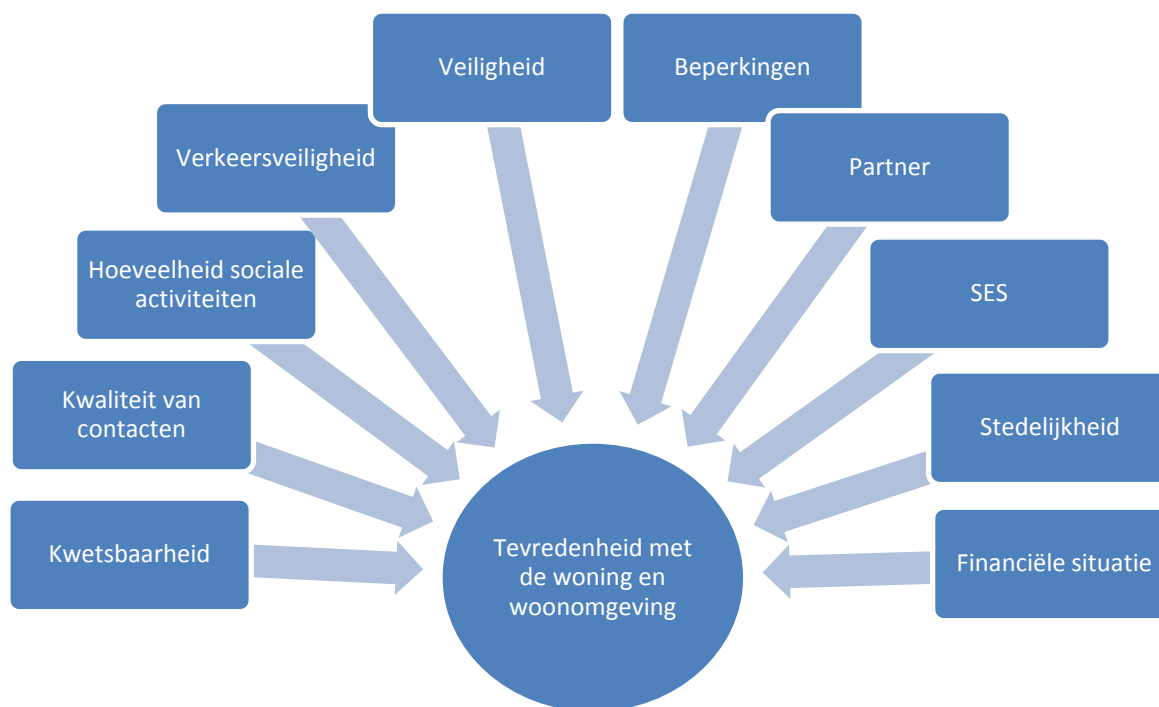 Veiligheid
Beperkingen
Verkeersveiligheid
Partner
Hoeveelheid sociale
activiteiten
SES
Kwaliteit van
contacten
Stedelijkheid
Kwetsbaarheid
Financiële situatie
Tevredenheid met
de woning en
woonomgeving